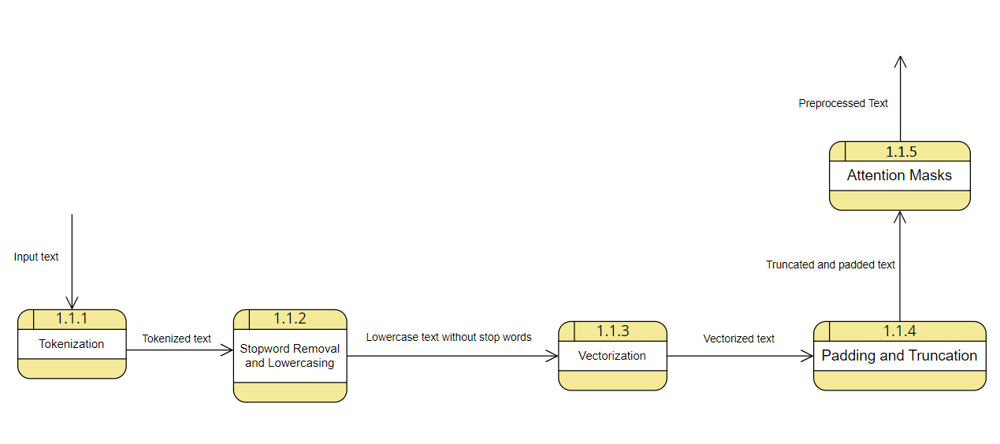 Preprocessed Text
1.1.5
Attention Masks
Input text
Truncated and padded text
1.1.1
Tokenization
Tokenized text
1.1.2
Stopword Removal
and Lowercasing
Lowercase text without stop words
1.1.3
Vectorization
Vectorized text
1.1.4
Padding and Truncation